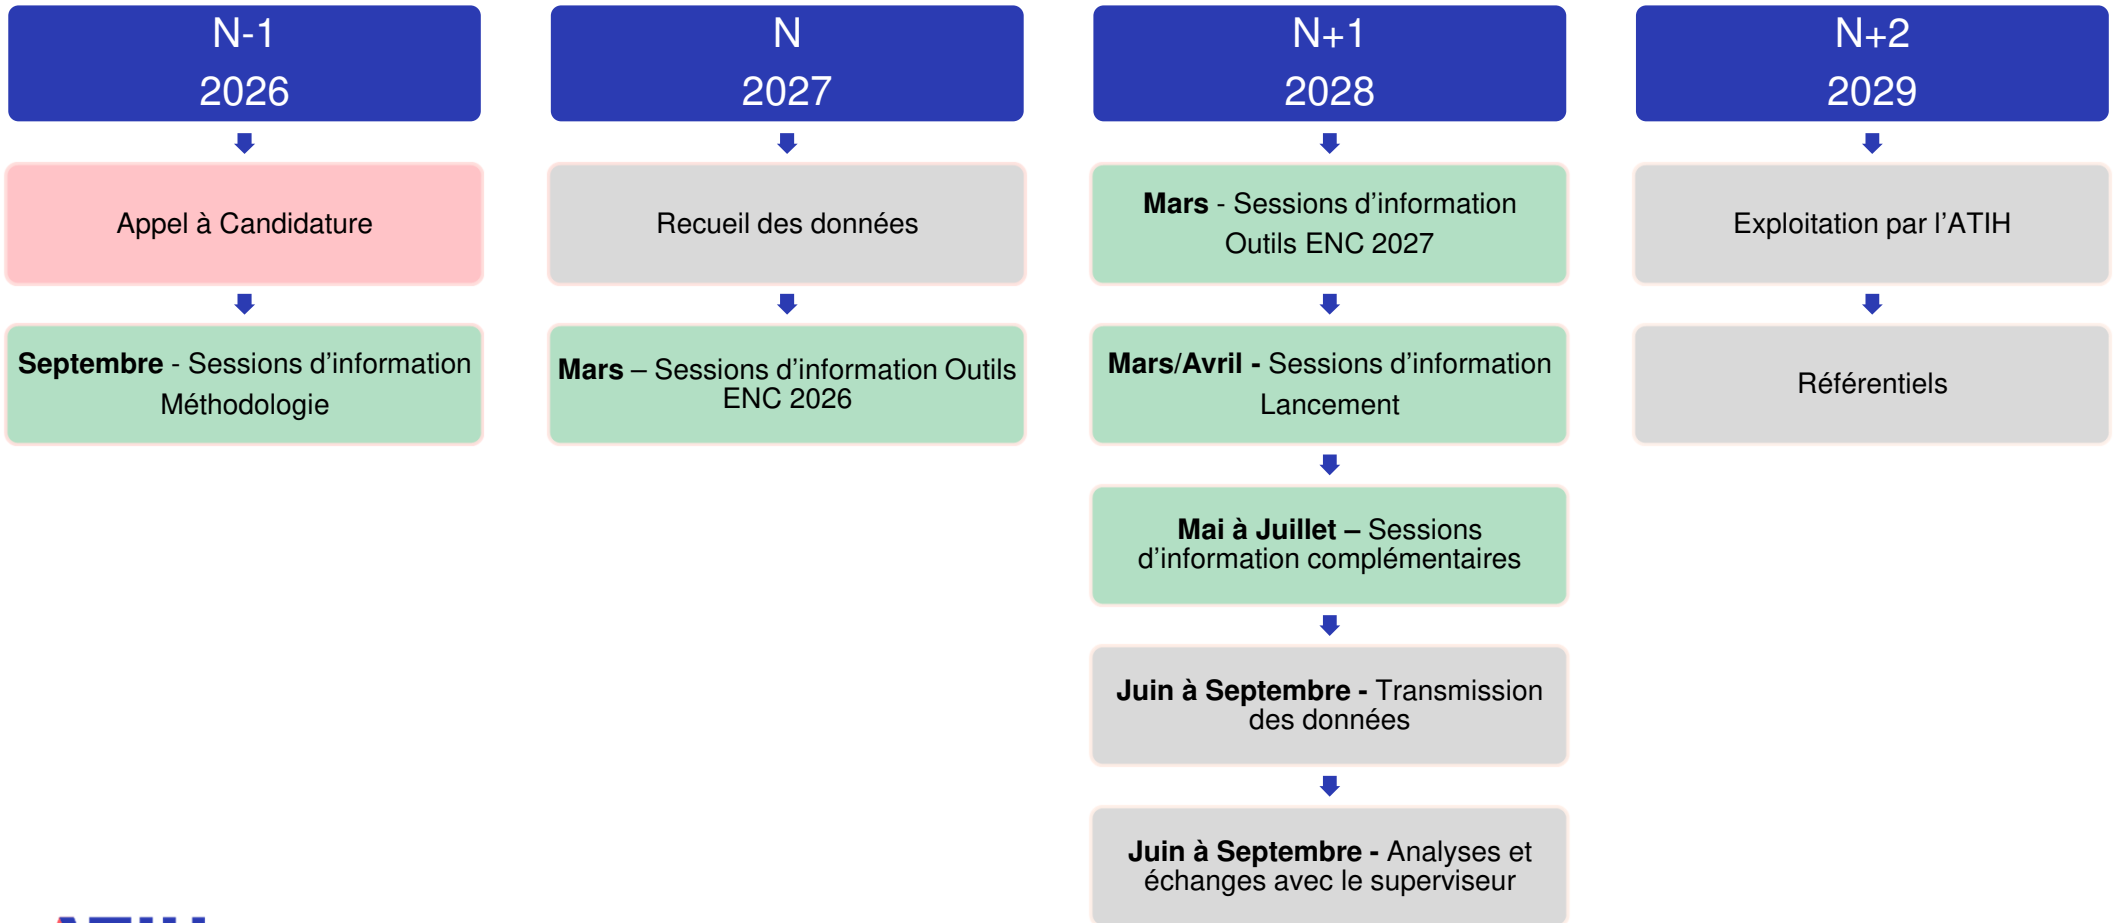 N-1
2026
Appel à Candidature
Septembre - Sessions d’information
Méthodologie
N
2027
Recueil des données
Mars – Sessions d’information Outils
ENC 2026
N+1
2028
Mars - Sessions d’information
Outils ENC 2027
Mars/Avril - Sessions d’information
Lancement
Mai à Juillet – Sessions
d’information complémentaires
Juin à Septembre - Transmission
des données
Juin à Septembre - Analyses et
échanges avec le superviseur
N+2
2029
Exploitation par l’ATIH
Référentiels